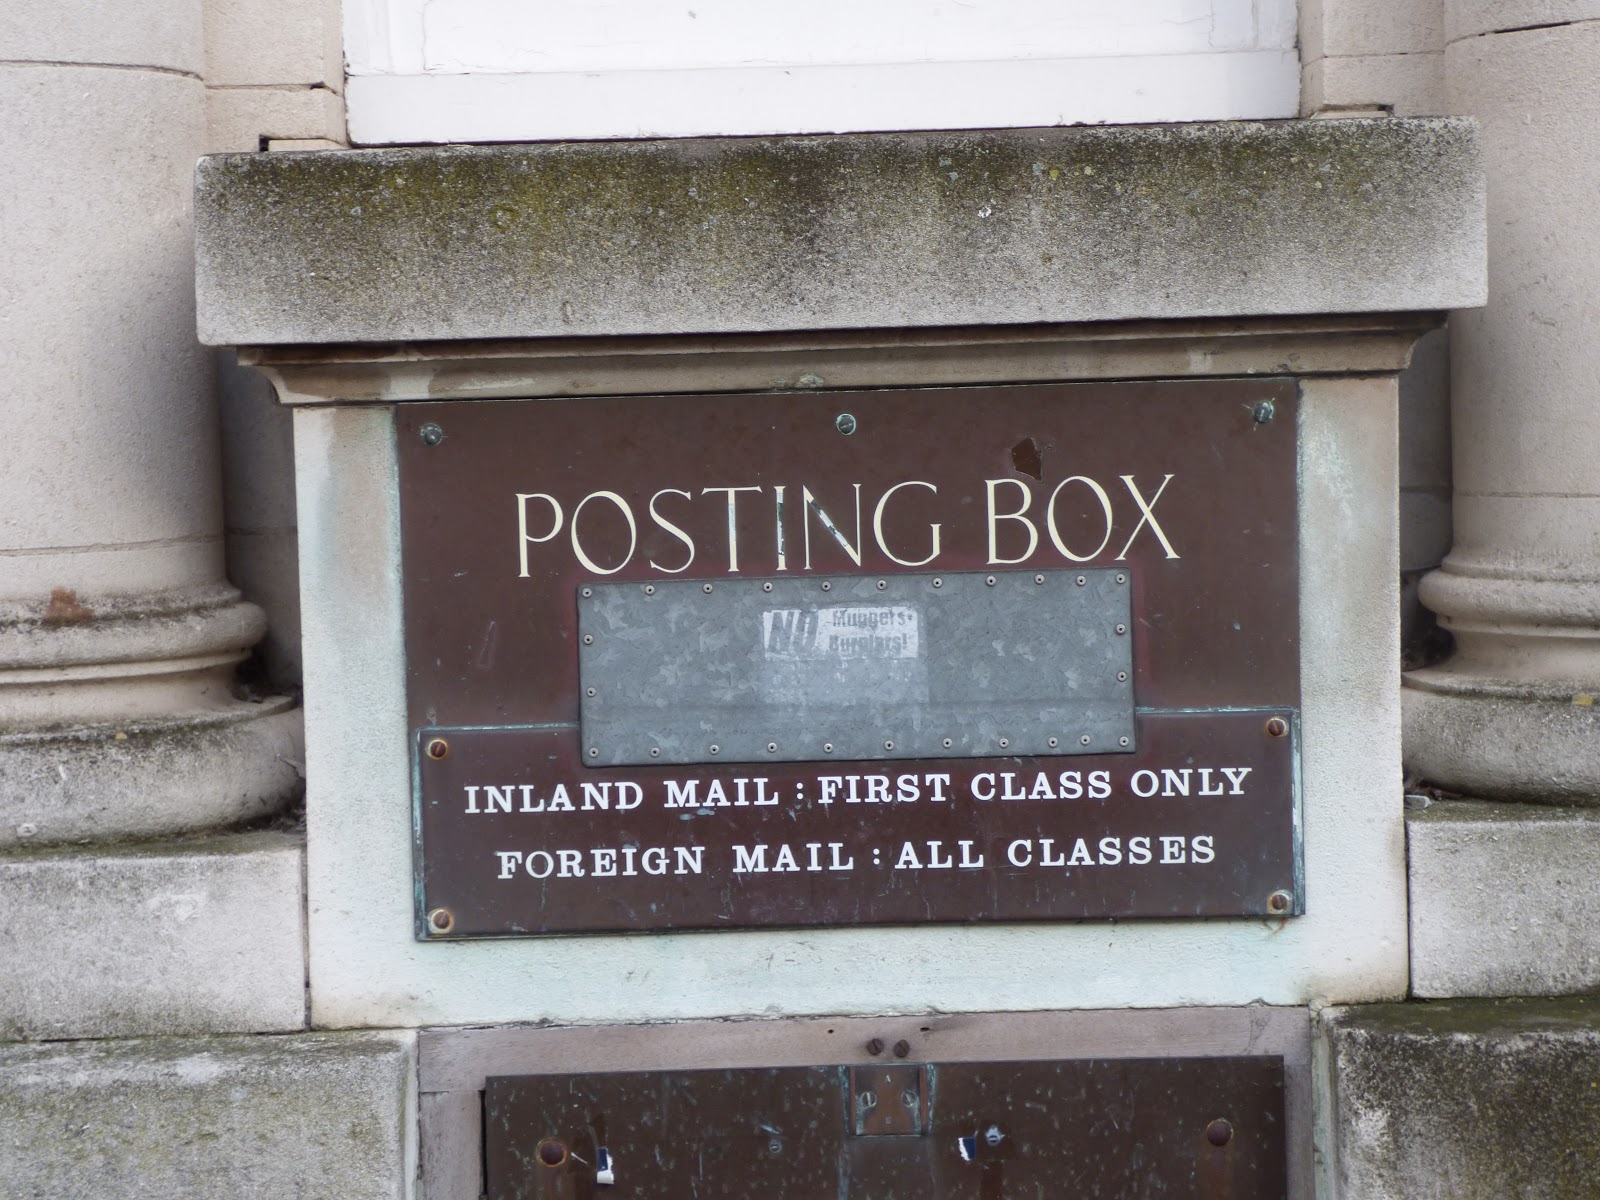 POSTING BOX
NO Muggers,
Burglars!
INLAND MAIL : FIRST CLASS ONLY
FOREIGN MAIL : ALL CLASSES